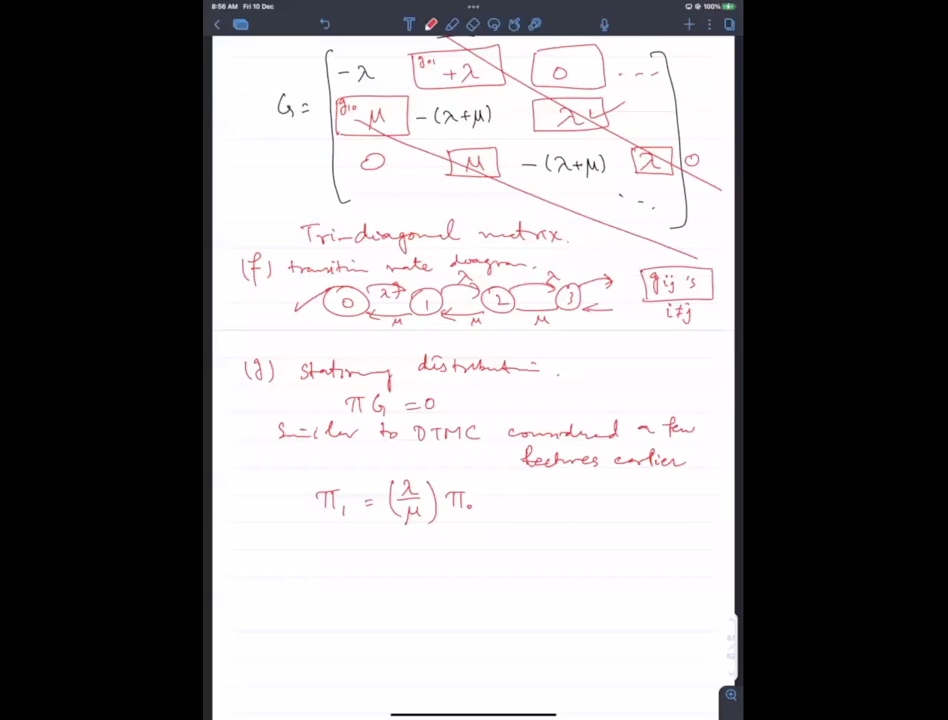 8:56 AM Fri 10 Dec
100%
-λ g01 +λ 0 ...
G = g10 μ -(λ+μ) λ
0 μ -(λ+μ) λ 0
Tri-diagonal matrix.
(f) transition rate diagram.
λ λ λ
0 1 2 3 gij's
μ μ μ i≠j
(g) Stationary distribution.
πG = 0
Similar to DTMC considered a few
lectures earlier
π1 = (λ/μ) π0